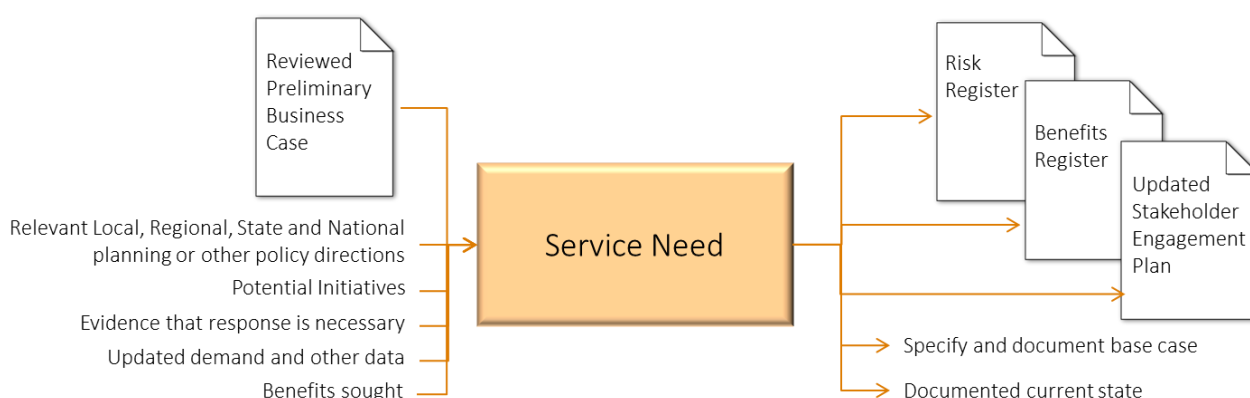 Reviewed
Preliminary
Business
Case
Relevant Local, Regional, State and National
planning or other policy directions
Potential Initiatives
Evidence that response is necessary
Updated demand and other data
Benefits sought
Service Need
Risk
Register
Benefits
Register
Updated
Stakeholder
Engagement
Plan
Specify and document base case
Documented current state